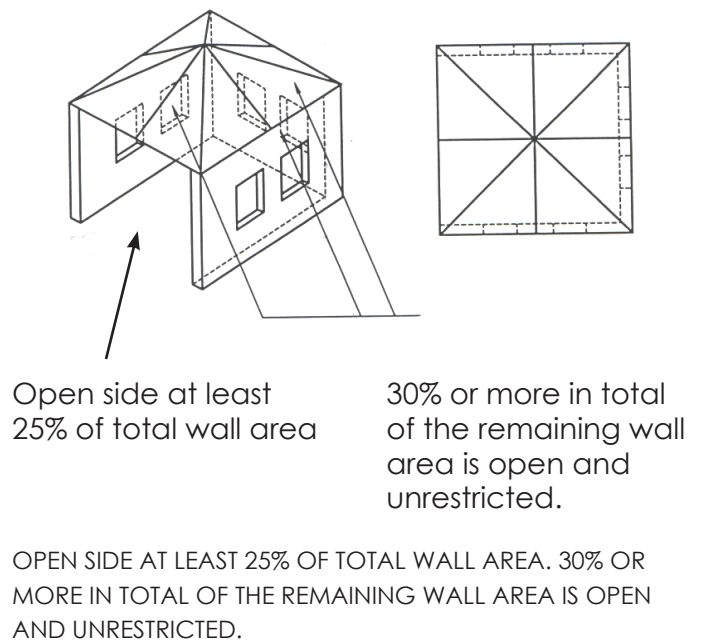 Open side at least
25% of total wall area
30% or more in total
of the remaining wall
area is open and
unrestricted.
OPEN SIDE AT LEAST 25% OF TOTAL WALL AREA. 30% OR
MORE IN TOTAL OF THE REMAINING WALL AREA IS OPEN
AND UNRESTRICTED.